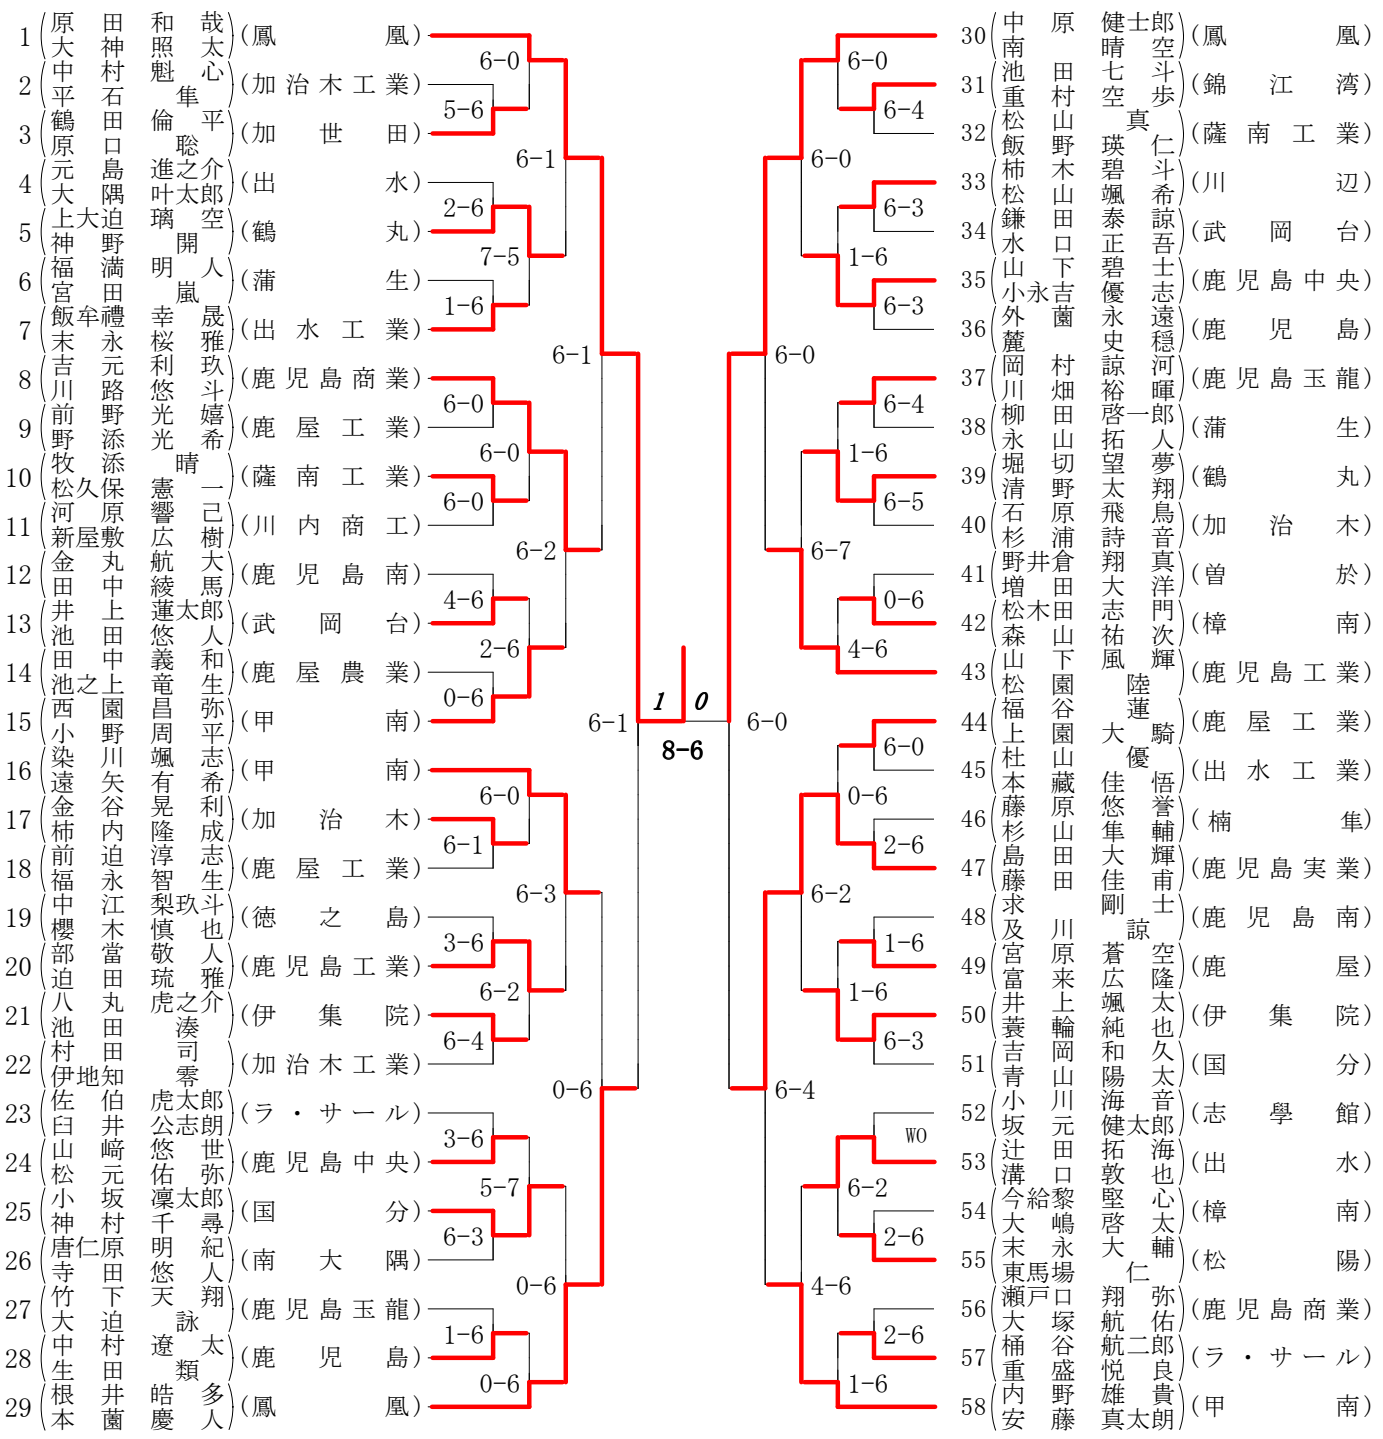 1 (原田和哉 大神照太) (鳳凰)
2 (中村魁心 平石隼) (加治木工業)
3 (鶴田倫平 原口聡) (加世田)
4 (元島進之介 大隅叶太郎) (出水)
5 (上大迫璃空 神野開) (鶴丸)
6 (福満明人 宮田嵐) (蒲生)
7 (飯牟禮幸晟 末永桜雅) (出水工業)
8 (吉元利玖 川路悠斗) (鹿児島商業)
9 (前野光嬉 野添光希) (鹿屋工業)
10 (牧添晴 松久保憲一) (薩南工業)
11 (河原響己 新屋敷広樹) (川内商工)
12 (金丸航大 田中綾馬) (鹿児島南)
13 (井上蓮太郎 池田悠人) (武岡台)
14 (田中義和 池之上竜生) (鹿屋農業)
15 (西園昌弥 小野周平) (甲南)
16 (染川颯志 遠矢有希) (甲南)
17 (金谷晃利 柿内隆成) (加治木)
18 (前迫淳志 福永智生) (鹿屋工業)
19 (中江梨玖斗 櫻木慎也) (徳之島)
20 (部當敬人 迫田琉雅) (鹿児島工業)
21 (八丸虎之介 池田湊) (伊集院)
22 (村田司 伊地知零) (加治木工業)
23 (佐伯虎太郎 臼井公志朗) (ラ・サール)
24 (山﨑悠世 松元佑弥) (鹿児島中央)
25 (小坂凜太郎 神村千尋) (国分)
26 (唐仁原明紀 寺田悠人) (南大隅)
27 (竹下天翔 大迫詠) (鹿児島玉龍)
28 (中村遼太 生田類) (鹿児島)
29 (根井皓多 本薗慶人) (鳳凰)
6-0
5-6
6-1
2-6
7-5
1-6
6-1
6-0
6-0
6-0
6-2
4-6
2-6
0-6
6-1
6-0
6-1
6-3
3-6
6-2
6-4
0-6
3-6
5-7
6-3
0-6
1-6
0-6
1 0
8-6
30 (中原健士郎 南晴空) (鳳凰)
31 (池田七斗 重村空歩) (錦江湾)
32 (松山真 飯野瑛仁) (薩南工業)
33 (柿木碧斗 松山颯希) (川辺)
34 (鎌田泰諒 水口正吾) (武岡台)
35 (山下碧士 小永吉優志) (鹿児島中央)
36 (外薗永遠 麓史穏) (鹿児島)
37 (岡村諒河 川畑裕暉) (鹿児島玉龍)
38 (柳田啓一郎 永山拓人) (蒲生)
39 (堀切望夢 清野太翔) (鶴丸)
40 (石原飛鳥 杉浦詩音) (加治木)
41 (野井倉翔真 増田大洋) (曽於)
42 (松木田志門 森山祐次) (樟南)
43 (山下風輝 松園陸) (鹿児島工業)
44 (福谷蓮 上園大騎) (鹿屋工業)
45 (杜山優 本藏佳悟) (出水工業)
46 (藤原悠誉 杉山隼輔) (楠隼)
47 (島田大輝 藤田佳甫) (鹿児島実業)
48 (求剛士 及川諒) (鹿児島南)
49 (宮原蒼空 富来広隆) (鹿屋)
50 (井上颯太 蓑輪純也) (伊集院)
51 (吉岡和久 青山陽太) (国分)
52 (小川海音 坂元健太郎) (志學館)
53 (辻田拓海 溝口敦也) (出水)
54 (今給黎堅心 大嶋啓太) (樟南)
55 (末永大輔 東馬場仁) (松陽)
56 (瀬戸口翔弥 大塚航佑) (鹿児島商業)
57 (桶谷航二郎 重盛悦良) (ラ・サール)
58 (内野雄貴 安藤真太朗) (甲南)
6-0
6-4
6-0
6-3
1-6
6-3
6-0
6-4
1-6
6-5
6-7
0-6
4-6
6-0
6-0
0-6
2-6
6-2
1-6
1-6
6-3
6-4
WO
6-2
2-6
4-6
2-6
1-6